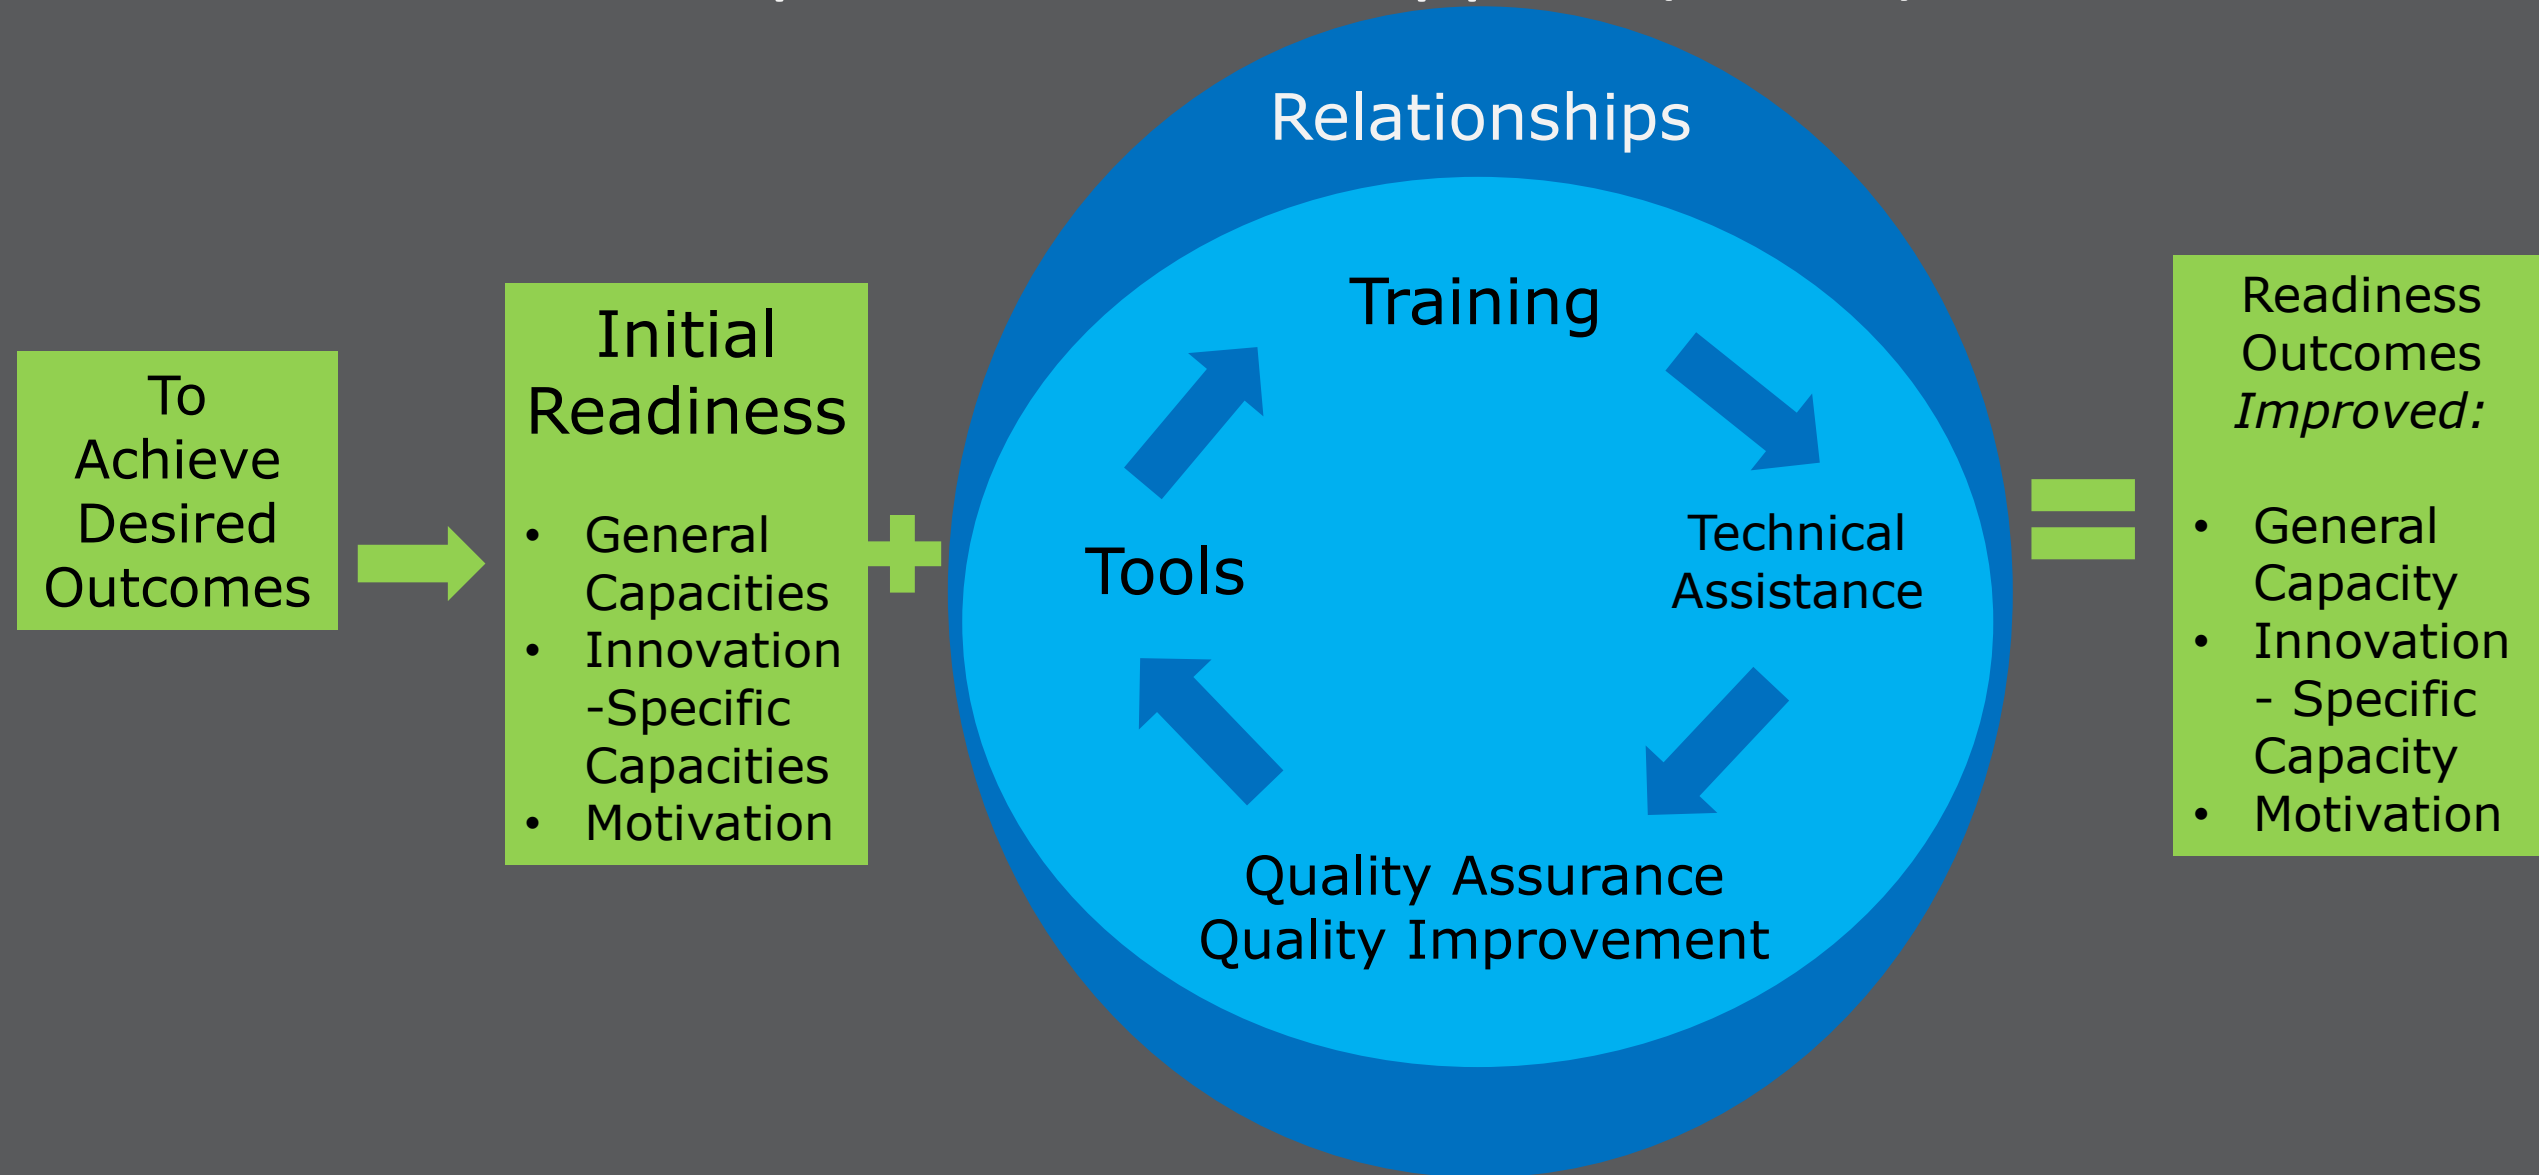 To
Achieve
Desired
Outcomes
Initial
Readiness
• General
Capacities
• Innovation
-Specific
Capacities
• Motivation
Relationships
Training
Technical
Assistance
Tools
Quality Assurance
Quality Improvement
Readiness
Outcomes
Improved:
• General
Capacity
• Innovation
- Specific
Capacity
• Motivation